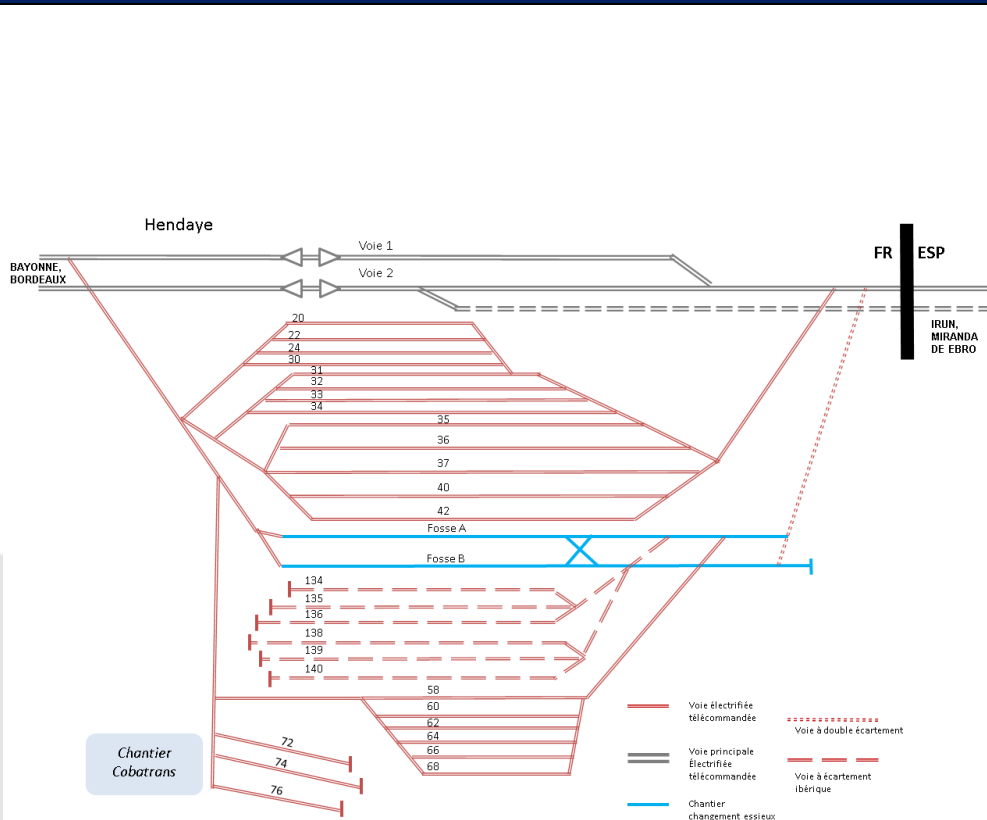 Hendaye
Voie 1
FR
ESP
BAYONNE,
BORDEAUX
Voie 2
20
IRUN,
MIRANDA
DE EBRO
22
24
30
31
32
33
34
35
36
37
40
42
Fosse A
Fosse B
134
135
136
138
139
140
58
60
62
64
66
68
72
74
76
Chantier
Cobatrans
Voie électrifiée
télécommandée
Voie à double écartement
Voie principale
Électrifiée
télécommandée
Voie à écartement
ibérique
Chantier
changement essieux